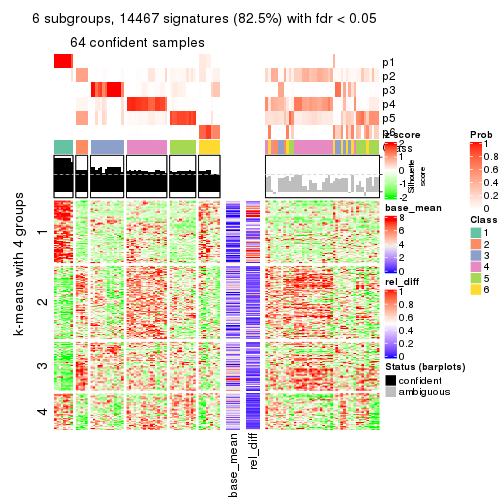 6 subgroups, 14467 signatures (82.5%) with fdr < 0.05
64 confident samples
p1
p2
p3
p4
p5
p6
Class
z-score
2
1
0
-1
-2
Silhouette
score
Prob
1
0.8
0.6
0.4
0.2
0
base_mean
8
6
4
2
0
Class
1
2
3
4
5
6
rel_diff
1
0.8
0.6
0.4
0.2
0
Status (barplots)
confident
ambiguous
k-means with 4 groups
1
2
3
4
base_mean
rel_diff